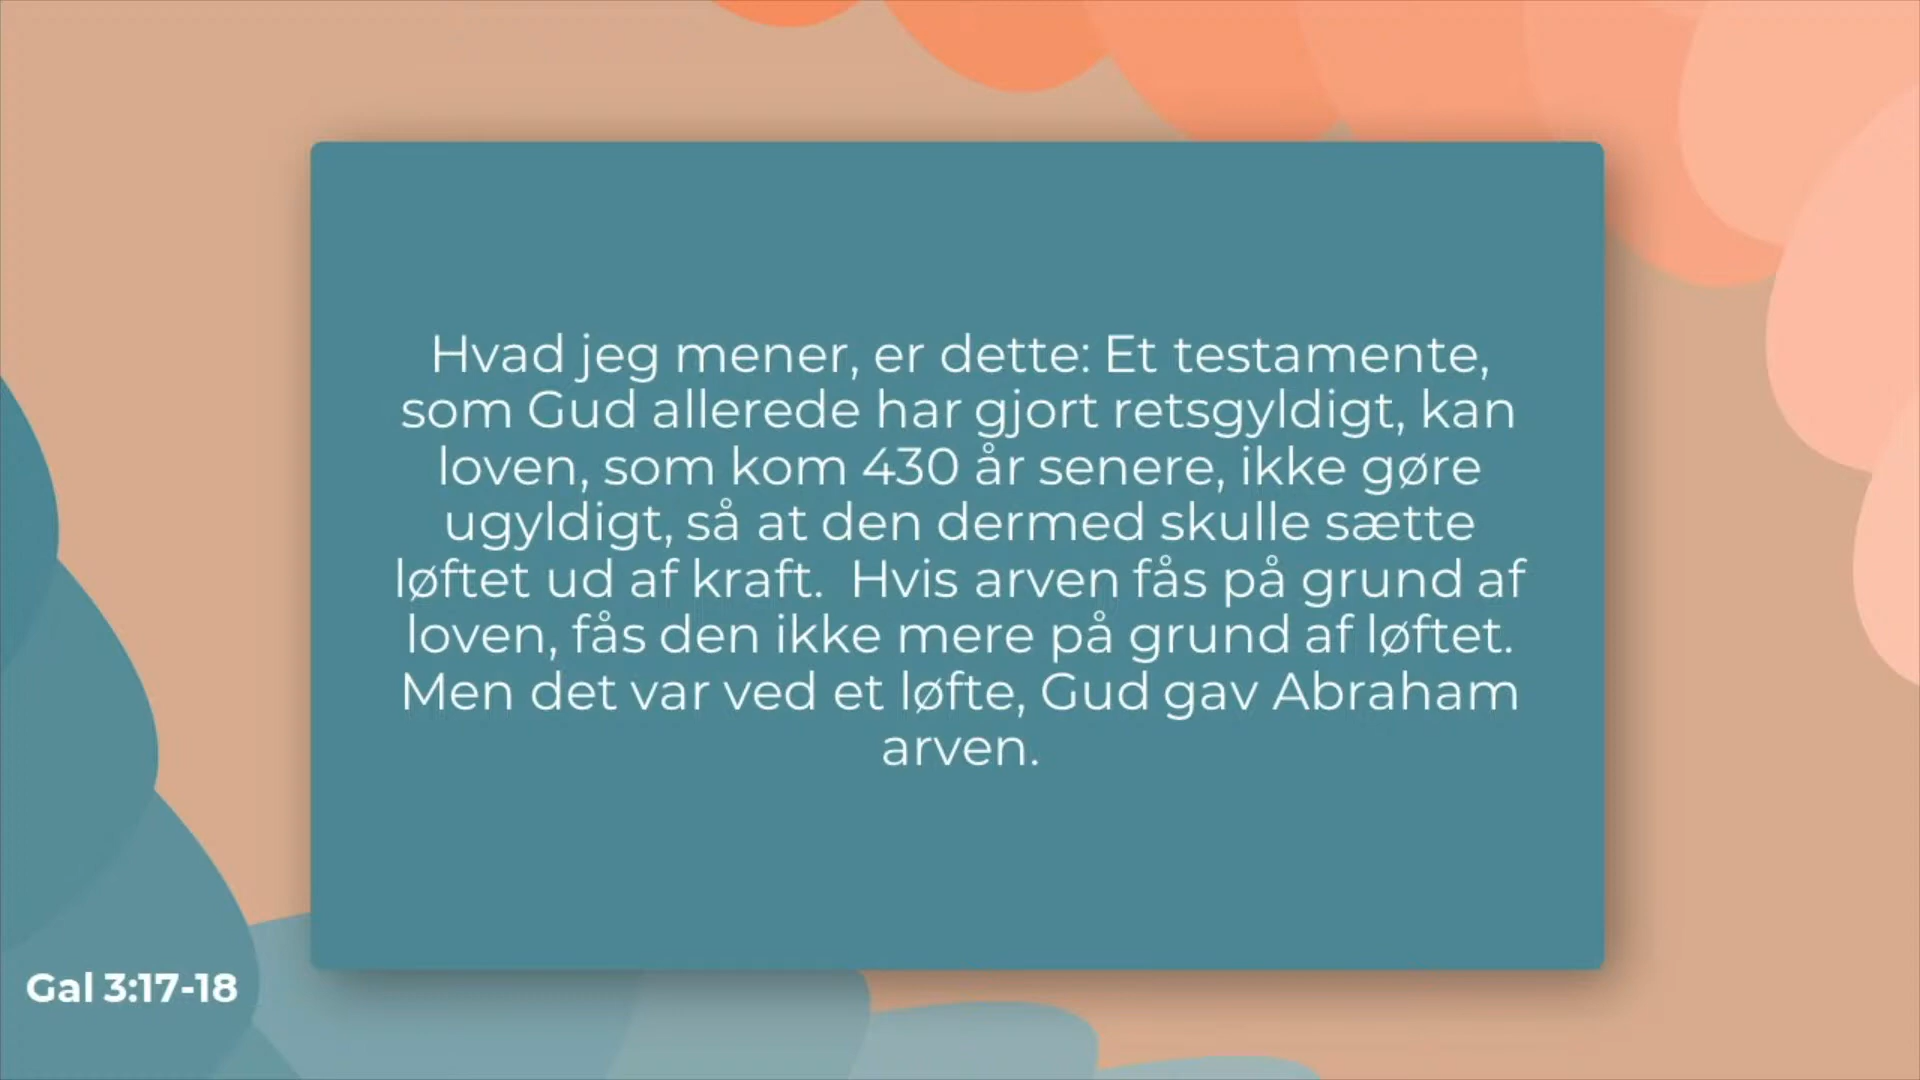 Hvad jeg mener, er dette: Et testamente,
som Gud allerede har gjort retsgyldigt, kan
loven, som kom 430 år senere, ikke gøre
ugyldigt, så at den dermed skulle sætte
løftet ud af kraft.  Hvis arven fås på grund af
loven, fås den ikke mere på grund af løftet.
Men det var ved et løfte, Gud gav Abraham
arven.
Gal 3:17-18